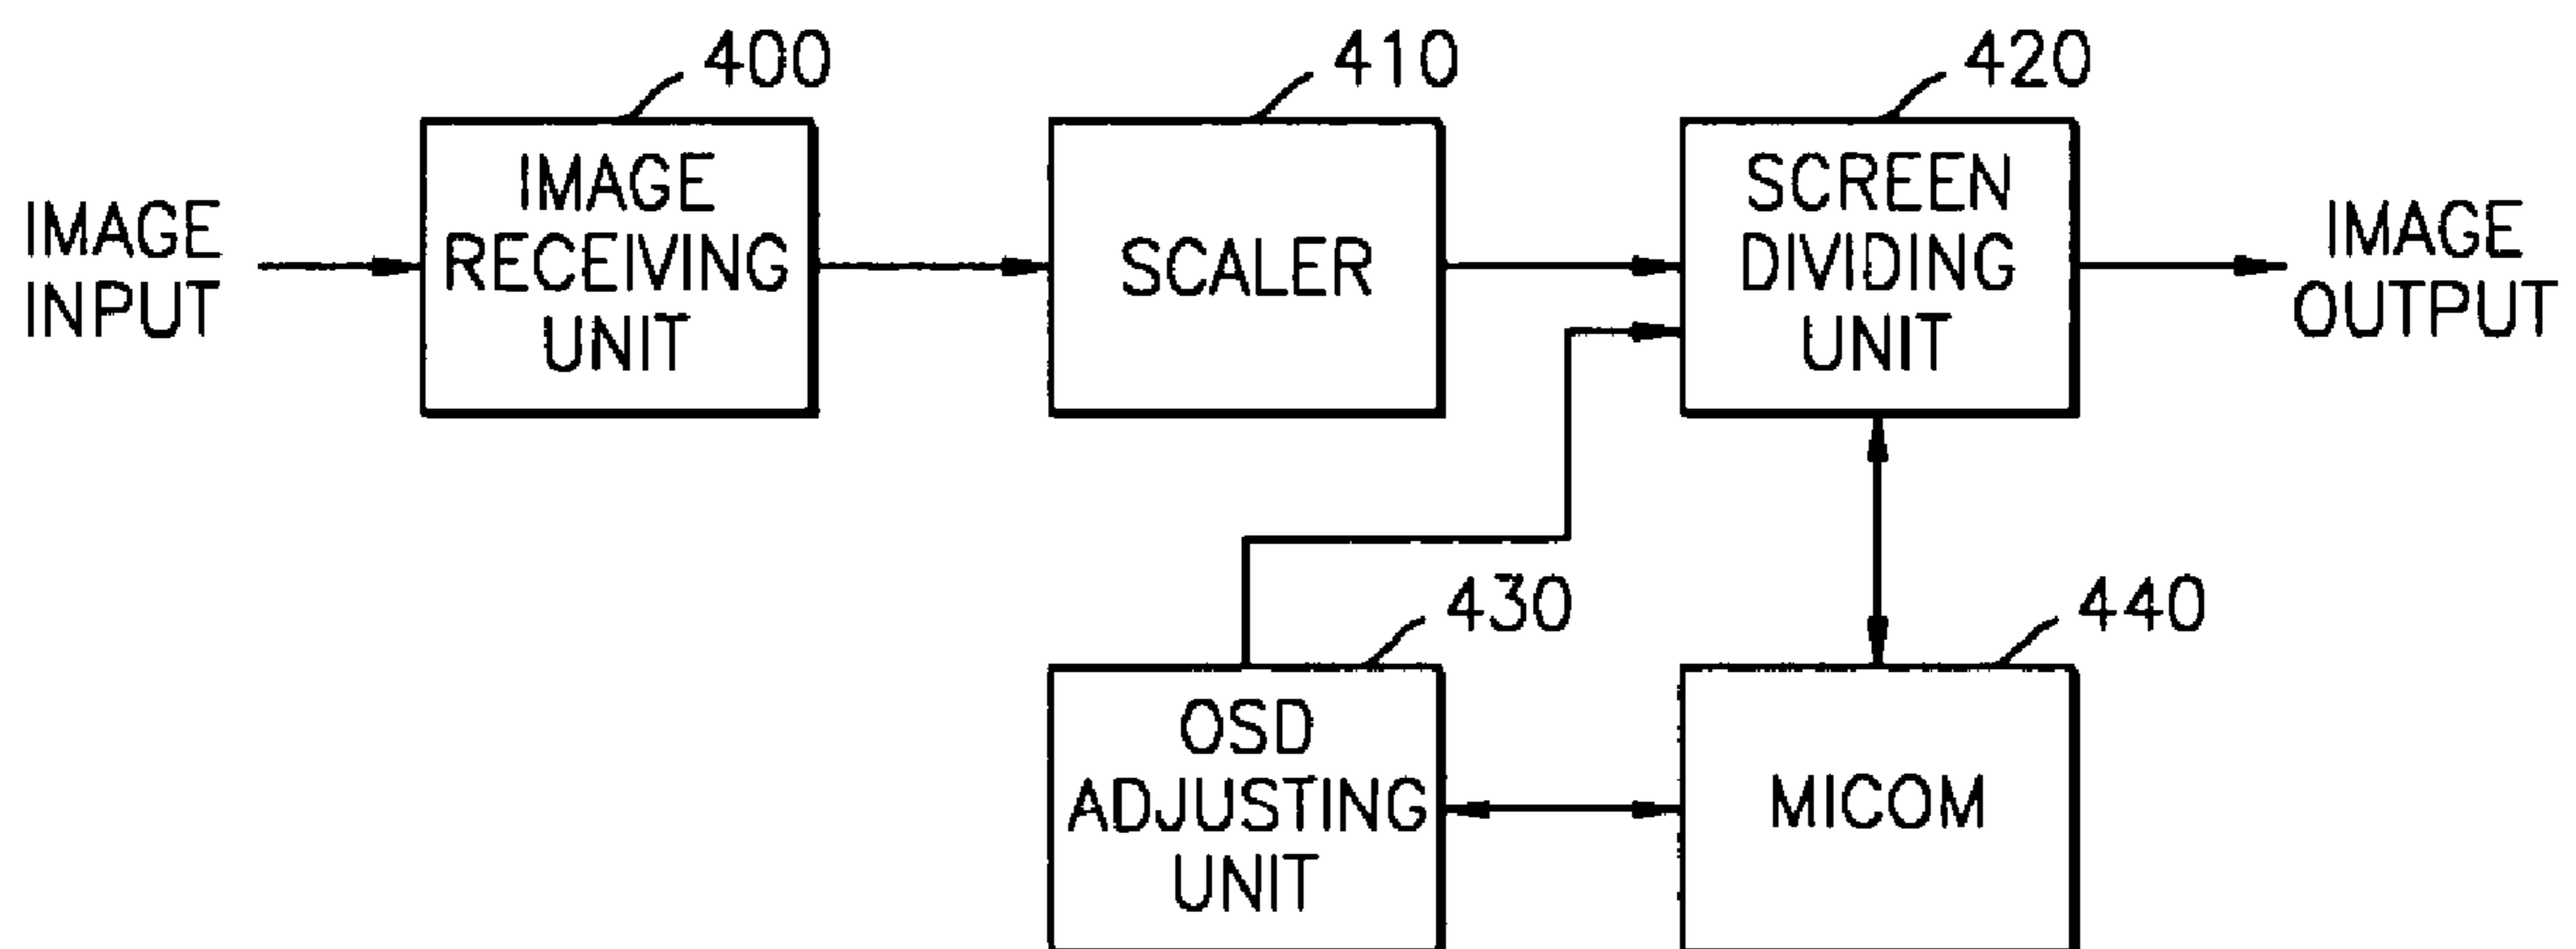 400
410
420
IMAGE
INPUT
IMAGE
RECEIVING
UNIT
SCALER
SCREEN
DIVIDING
UNIT
IMAGE
OUTPUT
430
440
OSD
ADJUSTING
UNIT
MICOM